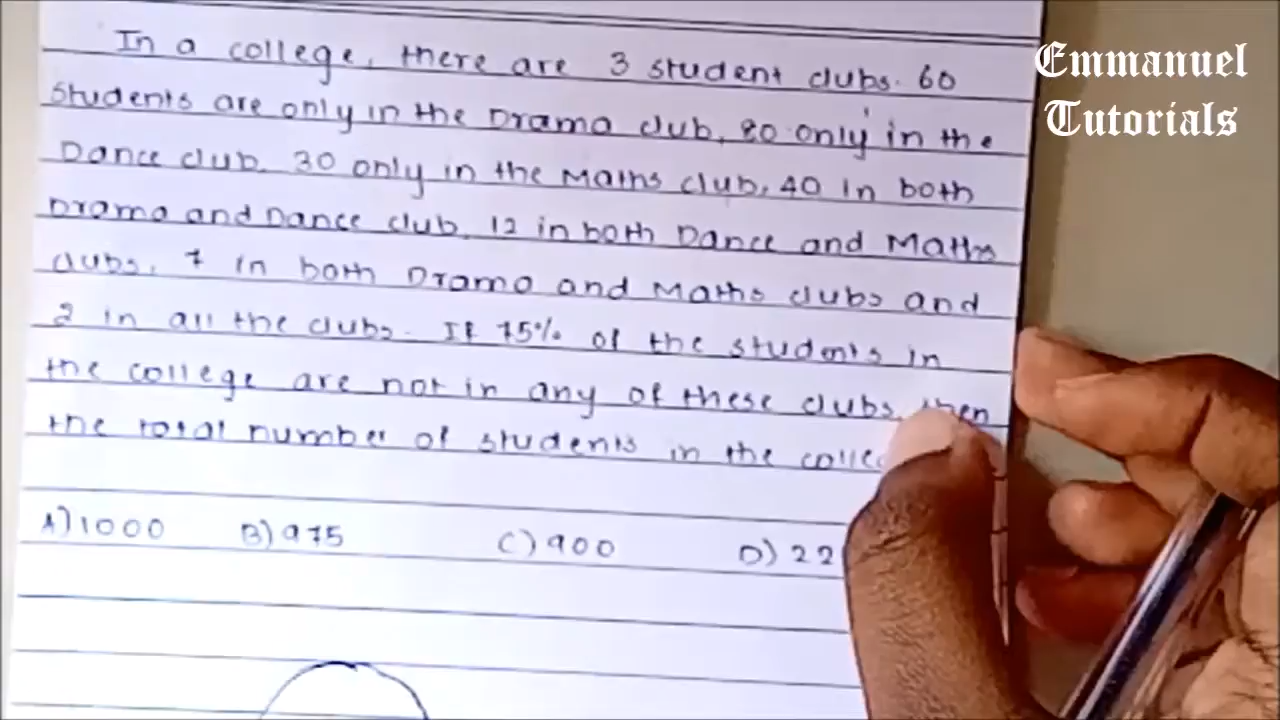 In a college, there are 3 student clubs. 60
Emmanuel
Tutorials
Students are only in the Drama club, 80 only in the
Dance club, 30 only in the Maths club, 40 in both
Drama and Dance club, 12 in both Dance and Maths
clubs, 7 in both Drama and Maths clubs and
2 in all the clubs. If 75% of the students in
the college are not in any of these clubs, then
the total number of students in the
A) 1000 B) 975 C) 900 D)